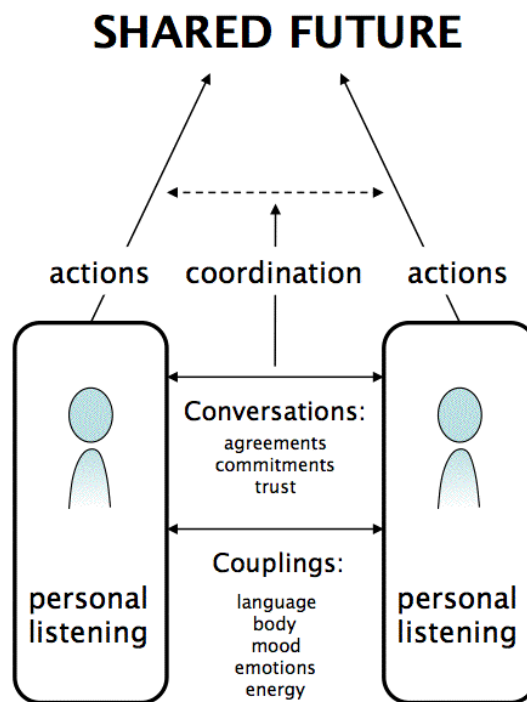 SHARED FUTURE
actions coordination actions
Conversations:
agreements
commitments
trust
Couplings:
language
body
mood
emotions
energy
personal
listening
personal
listening